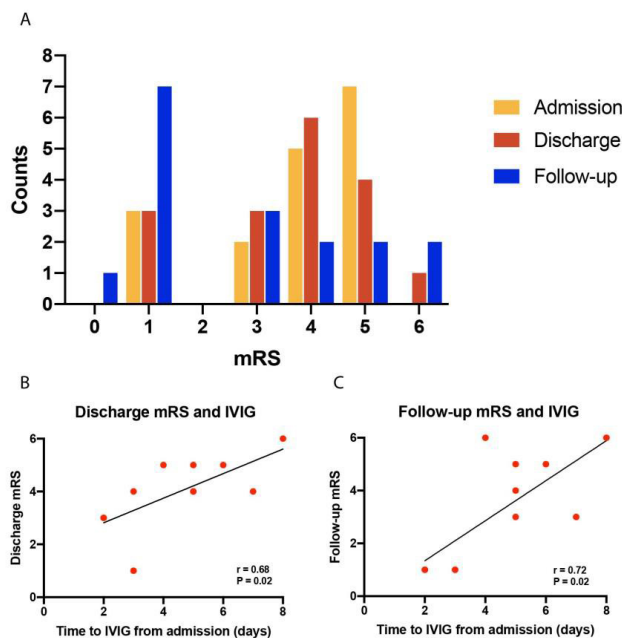 A
8
7
6
5
4
3
2
1
0
Counts
0 1 2 3 4 5 6
mRS
Admission
Discharge
Follow-up
B
Discharge mRS and IVIG
6
4
2
0
Discharge mRS
r = 0.68
P = 0.02
0 2 4 6 8
Time to IVIG from admission (days)
C
Follow-up mRS and IVIG
6
4
2
0
Follow-up mRS
r = 0.72
P = 0.02
0 2 4 6 8
Time to IVIG from admission (days)